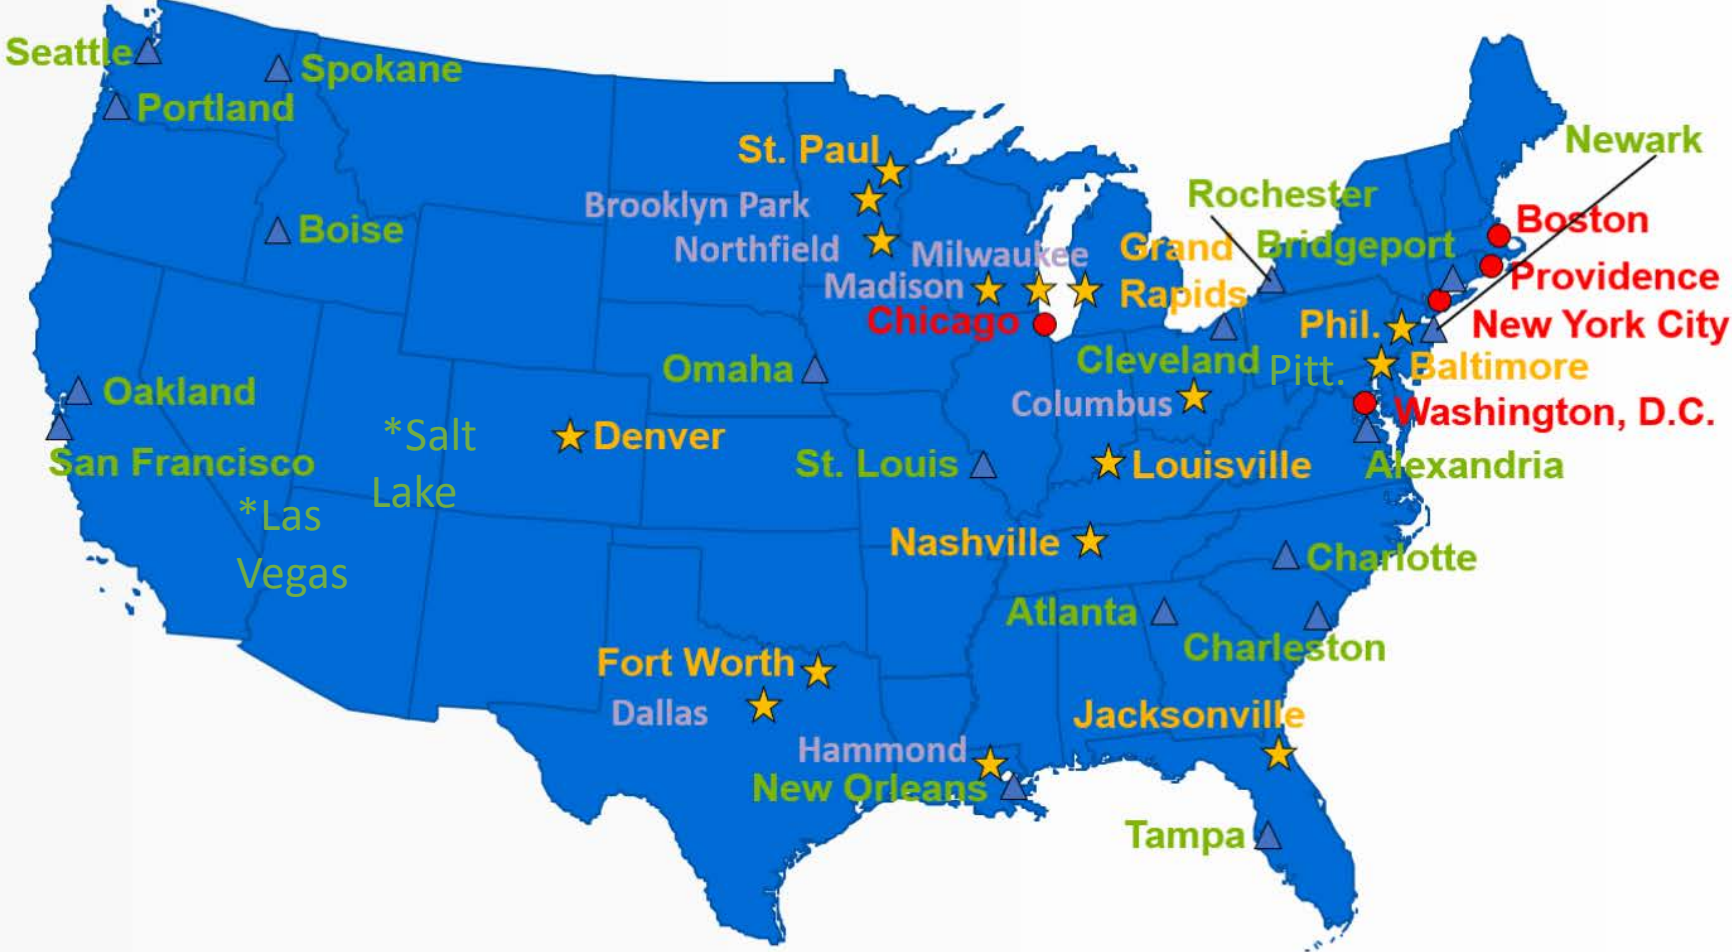 Seattle
Spokane
Portland
Newark
St. Paul
Rochester
Brooklyn Park
Boston
Boise
Northfield
Milwaukee
Grand
Bridgeport
Madison
Rapids
Providence
Chicago
Phil.
New York City
Omaha
Cleveland
Pitt.
Baltimore
Oakland
Columbus
Washington, D.C.
*Salt
Denver
San Francisco
St. Louis
Louisville
Alexandria
Lake
*Las
Nashville
Charlotte
Vegas
Atlanta
Charleston
Fort Worth
Dallas
Jacksonville
Hammond
New Orleans
Tampa